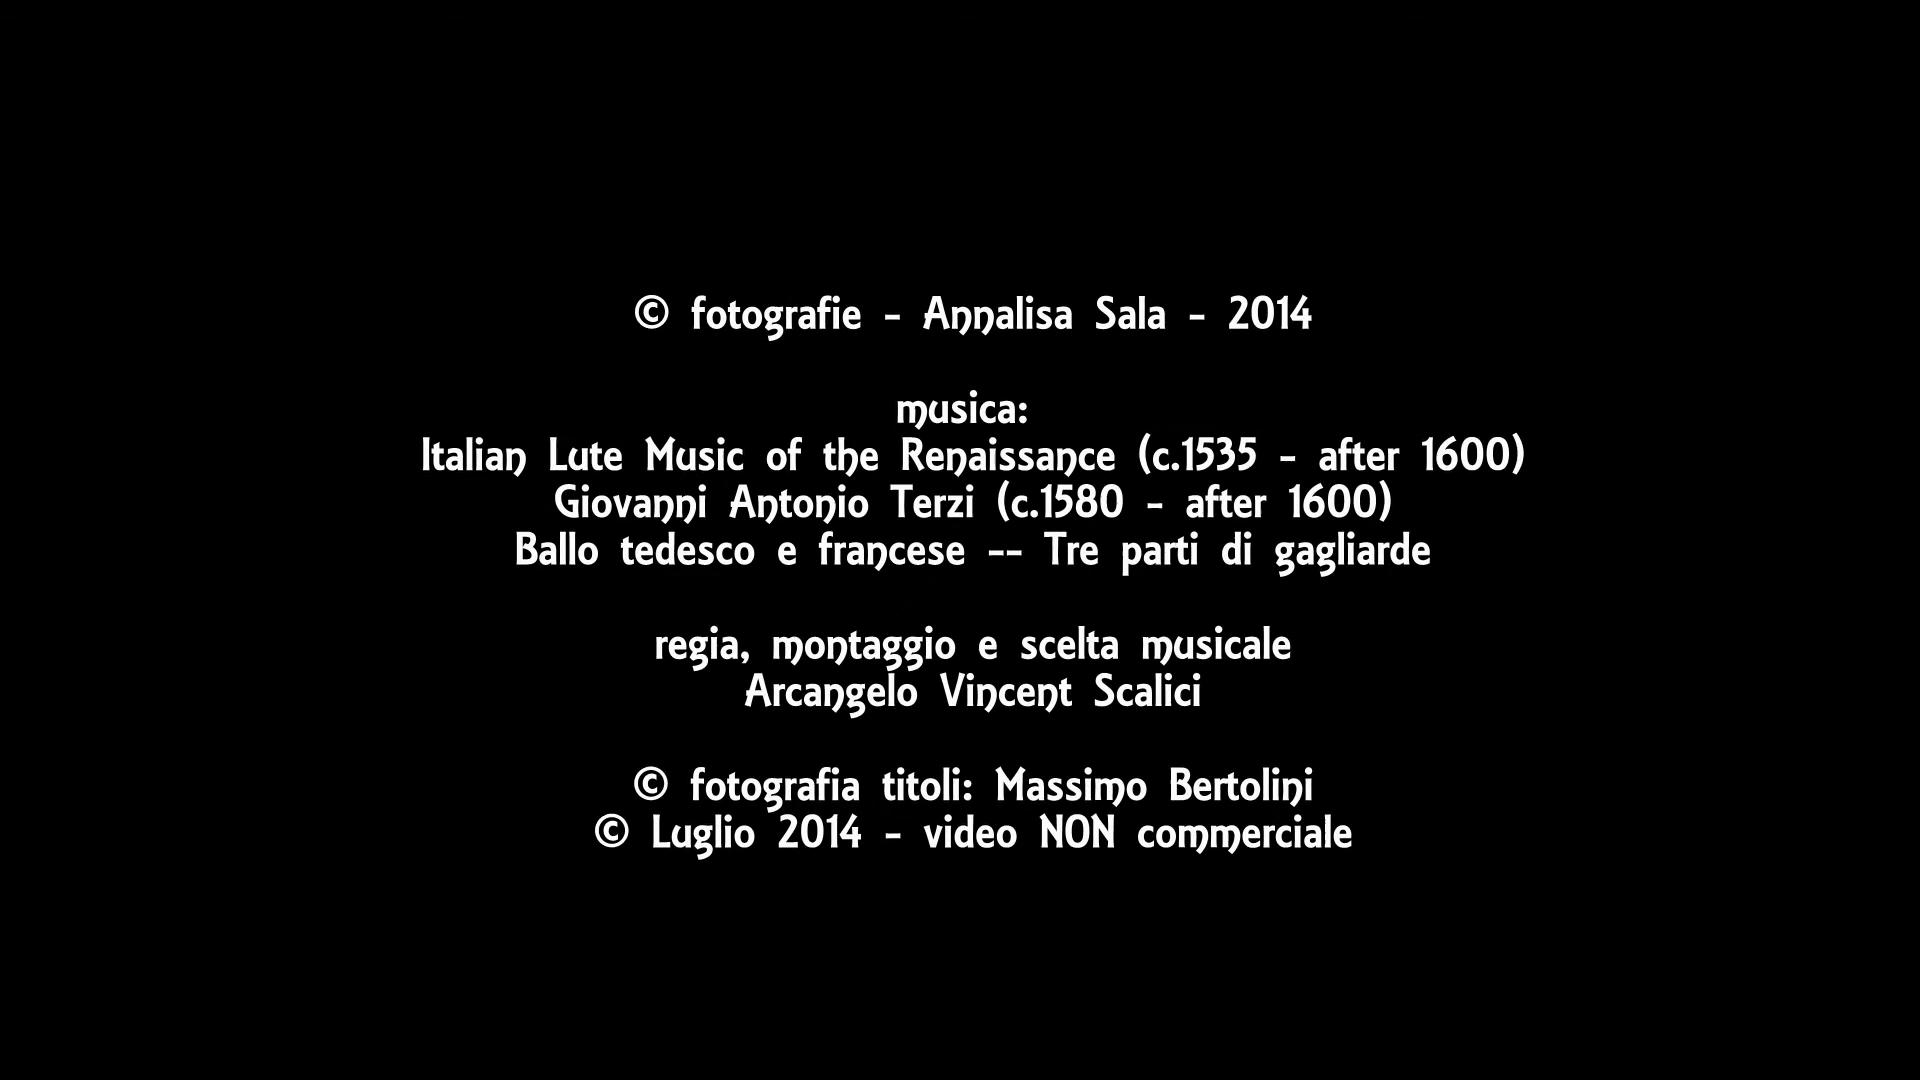 © fotografie - Annalisa Sala - 2014
musica:
Italian Lute Music of the Renaissance (c.1535 - after 1600)
Giovanni Antonio Terzi (c.1580 - after 1600)
Ballo tedesco e francese -- Tre parti di gagliarde
regia, montaggio e scelta musicale
Arcangelo Vincent Scalici
© fotografia titoli: Massimo Bertolini
© Luglio 2014 - video NON commerciale